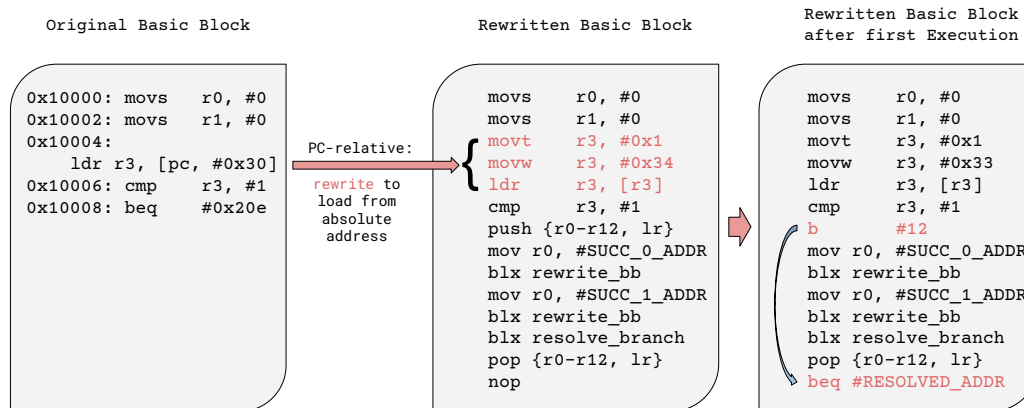 Original Basic Block
0x10000: movs r0, #0
0x10002: movs r1, #0
0x10004:
ldr r3, [pc, #0x30]
0x10006: cmp r3, #1
0x10008: beq #0x20e
PC-relative:
rewrite to
load from
absolute
address
Rewritten Basic Block
movs r0, #0
movs r1, #0
{
movt r3, #0x1
movw r3, #0x34
ldr r3, [r3]
cmp r3, #1
push {r0-r12, lr}
mov r0, #SUCC_0_ADDR
blx rewrite_bb
mov r0, #SUCC_1_ADDR
blx rewrite_bb
blx resolve_branch
pop {r0-r12, lr}
nop
Rewritten Basic Block
after first Execution
movs r0, #0
movs r1, #0
movt r3, #0x1
movw r3, #0x33
ldr r3, [r3]
cmp r3, #1
b #12
mov r0, #SUCC_0_ADDR
blx rewrite_bb
mov r0, #SUCC_1_ADDR
blx rewrite_bb
blx resolve_branch
pop {r0-r12, lr}
beq #RESOLVED_ADDR